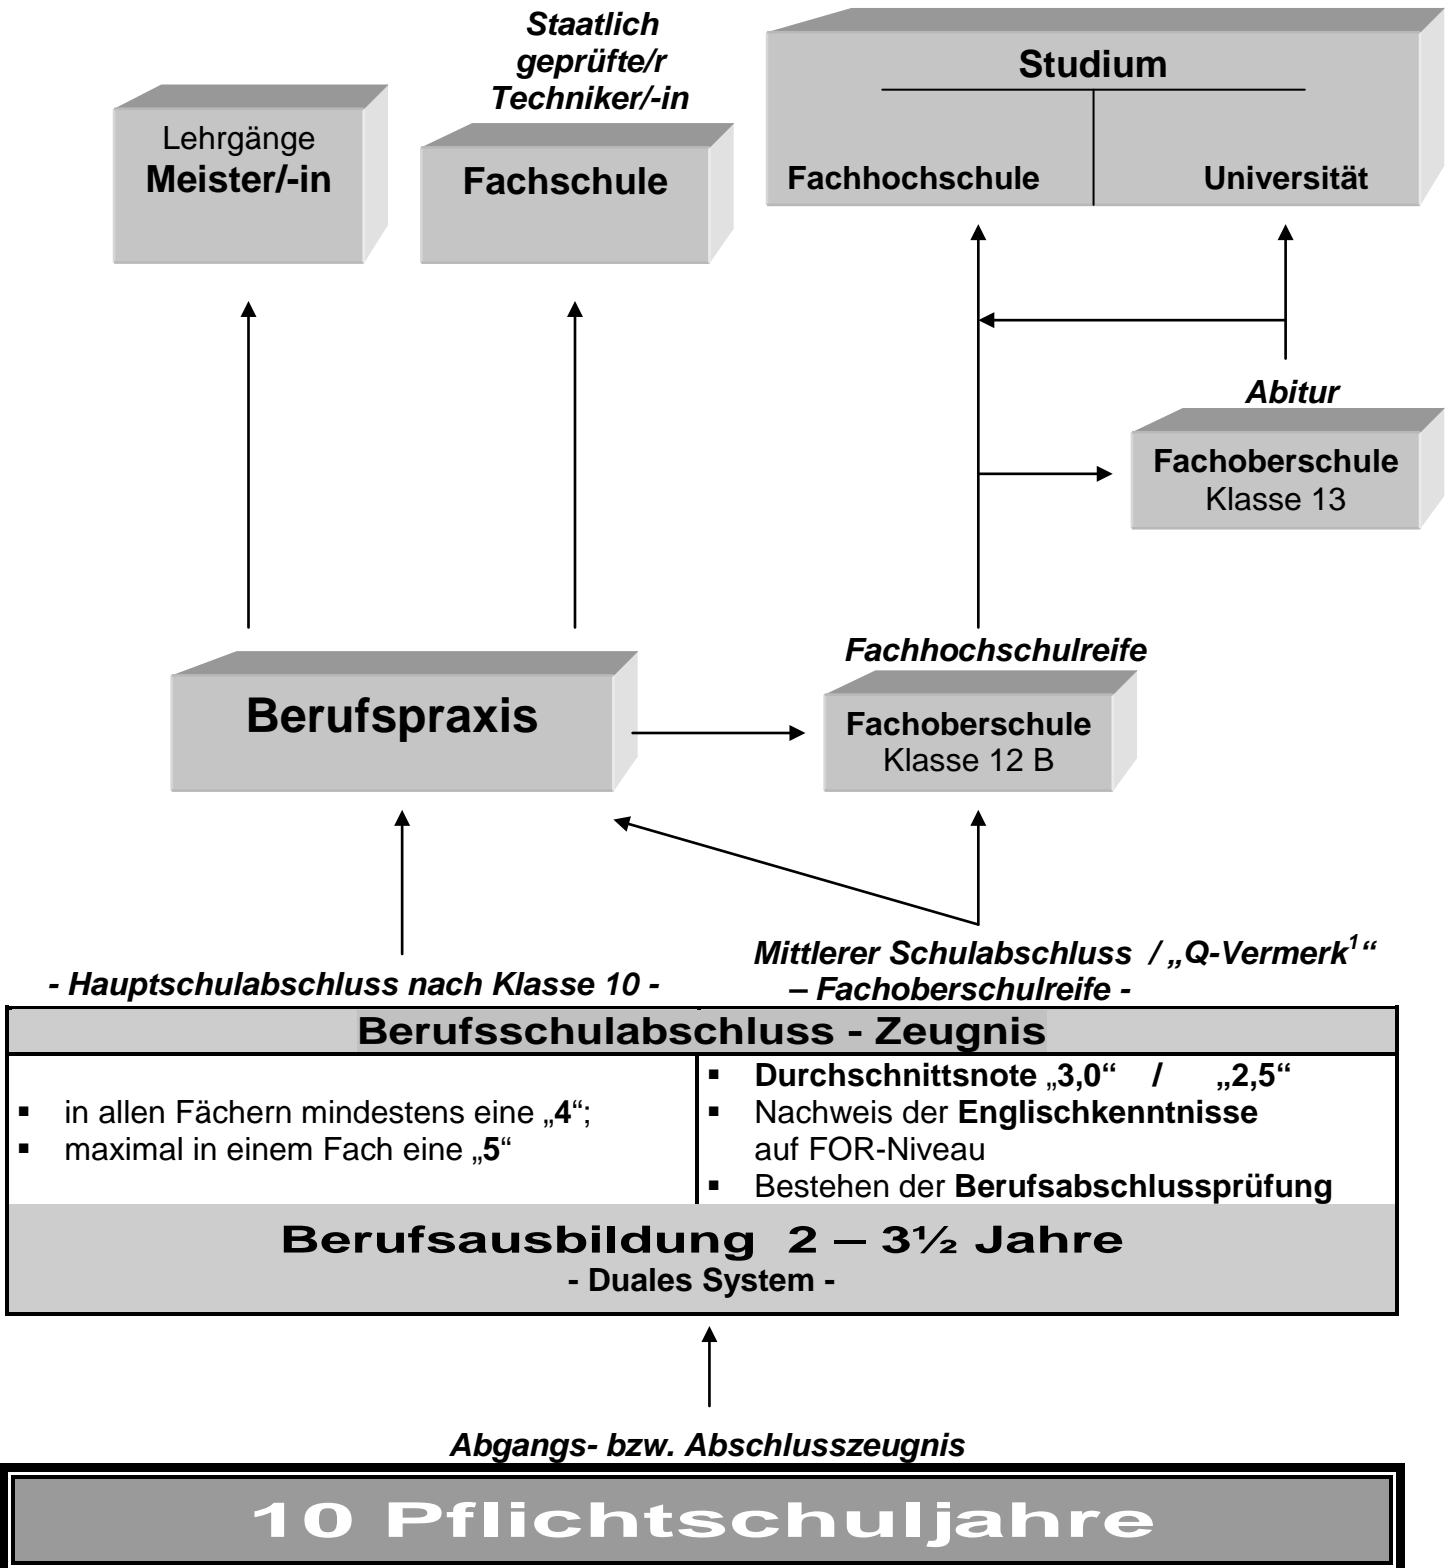 Staatlich
geprüfte/r
Techniker/-in
Studium
Lehrgänge
Meister/-in
Fachschule
Fachhochschule
Universität
Abitur
Fachoberschule
Klasse 13
Fachhochschulreife
Berufspraxis
Fachoberschule
Klasse 12 B
Mittlerer Schulabschluss / „Q-Vermerk¹“
– Fachoberschulreife -
- Hauptschulabschluss nach Klasse 10 -
Berufsschulabschluss - Zeugnis
▪ in allen Fächern mindestens eine „4“;
▪ maximal in einem Fach eine „5“
▪ Durchschnittsnote „3,0“ / „2,5“
▪ Nachweis der Englischkenntnisse
auf FOR-Niveau
▪ Bestehen der Berufsabschlussprüfung
Berufsausbildung 2 – 3½ Jahre
- Duales System -
Abgangs- bzw. Abschlusszeugnis
10 Pflichtschuljahre